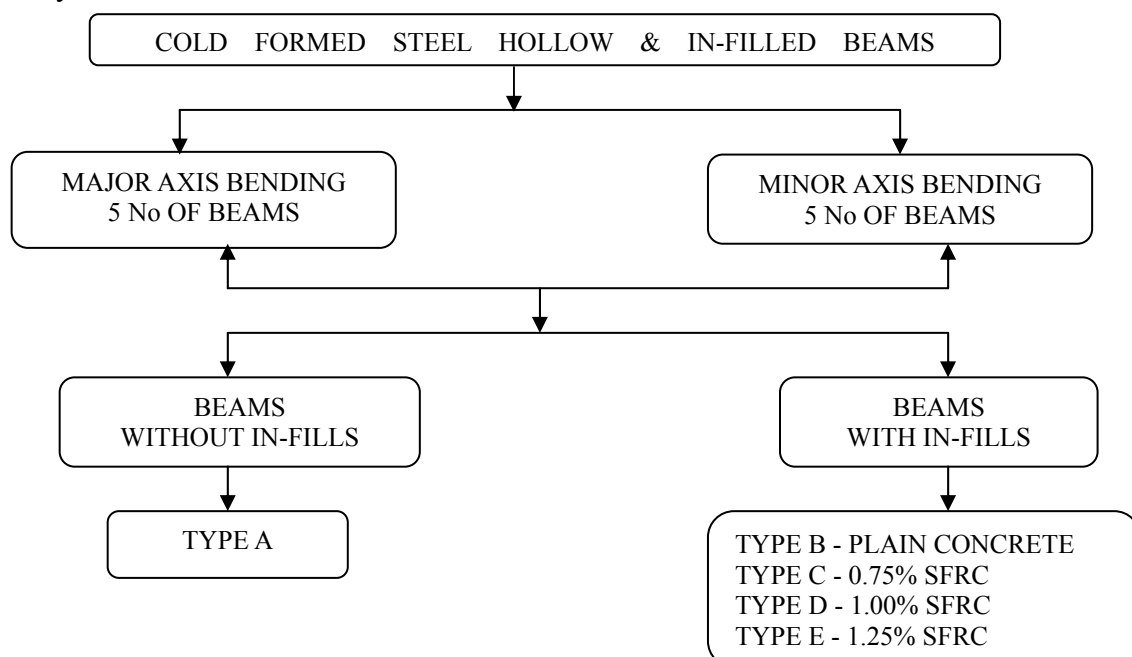 COLD FORMED STEEL HOLLOW & IN-FILLED BEAMS
MAJOR AXIS BENDING
5 No OF BEAMS
MINOR AXIS BENDING
5 No OF BEAMS
BEAMS
WITHOUT IN-FILLS
BEAMS
WITH IN-FILLS
TYPE A
TYPE B - PLAIN CONCRETE
TYPE C - 0.75% SFRC
TYPE D - 1.00% SFRC
TYPE E - 1.25% SFRC